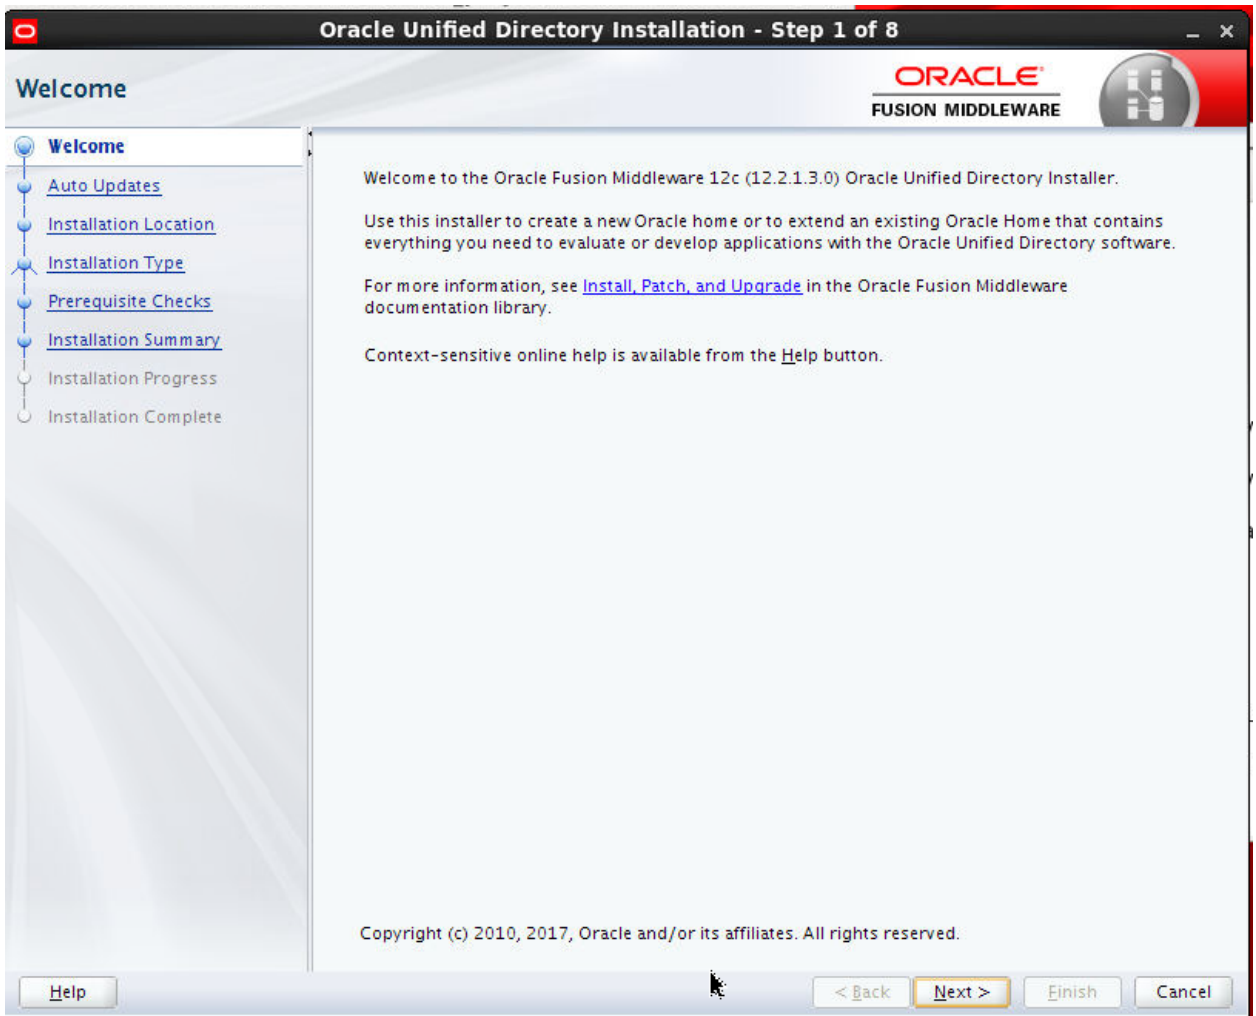 Oracle Unified Directory Installation - Step 1 of 8
Welcome
ORACLE
FUSION MIDDLEWARE
Welcome
Auto Updates
Installation Location
Installation Type
Prerequisite Checks
Installation Summary
Installation Progress
Installation Complete
Welcome to the Oracle Fusion Middleware 12c (12.2.1.3.0) Oracle Unified Directory Installer.
Use this installer to create a new Oracle home or to extend an existing Oracle Home that contains
everything you need to evaluate or develop applications with the Oracle Unified Directory software.
For more information, see Install, Patch, and Upgrade in the Oracle Fusion Middleware
documentation library.
Context-sensitive online help is available from the Help button.
Copyright (c) 2010, 2017, Oracle and/or its affiliates. All rights reserved.
Help
< Back
Next >
Finish
Cancel